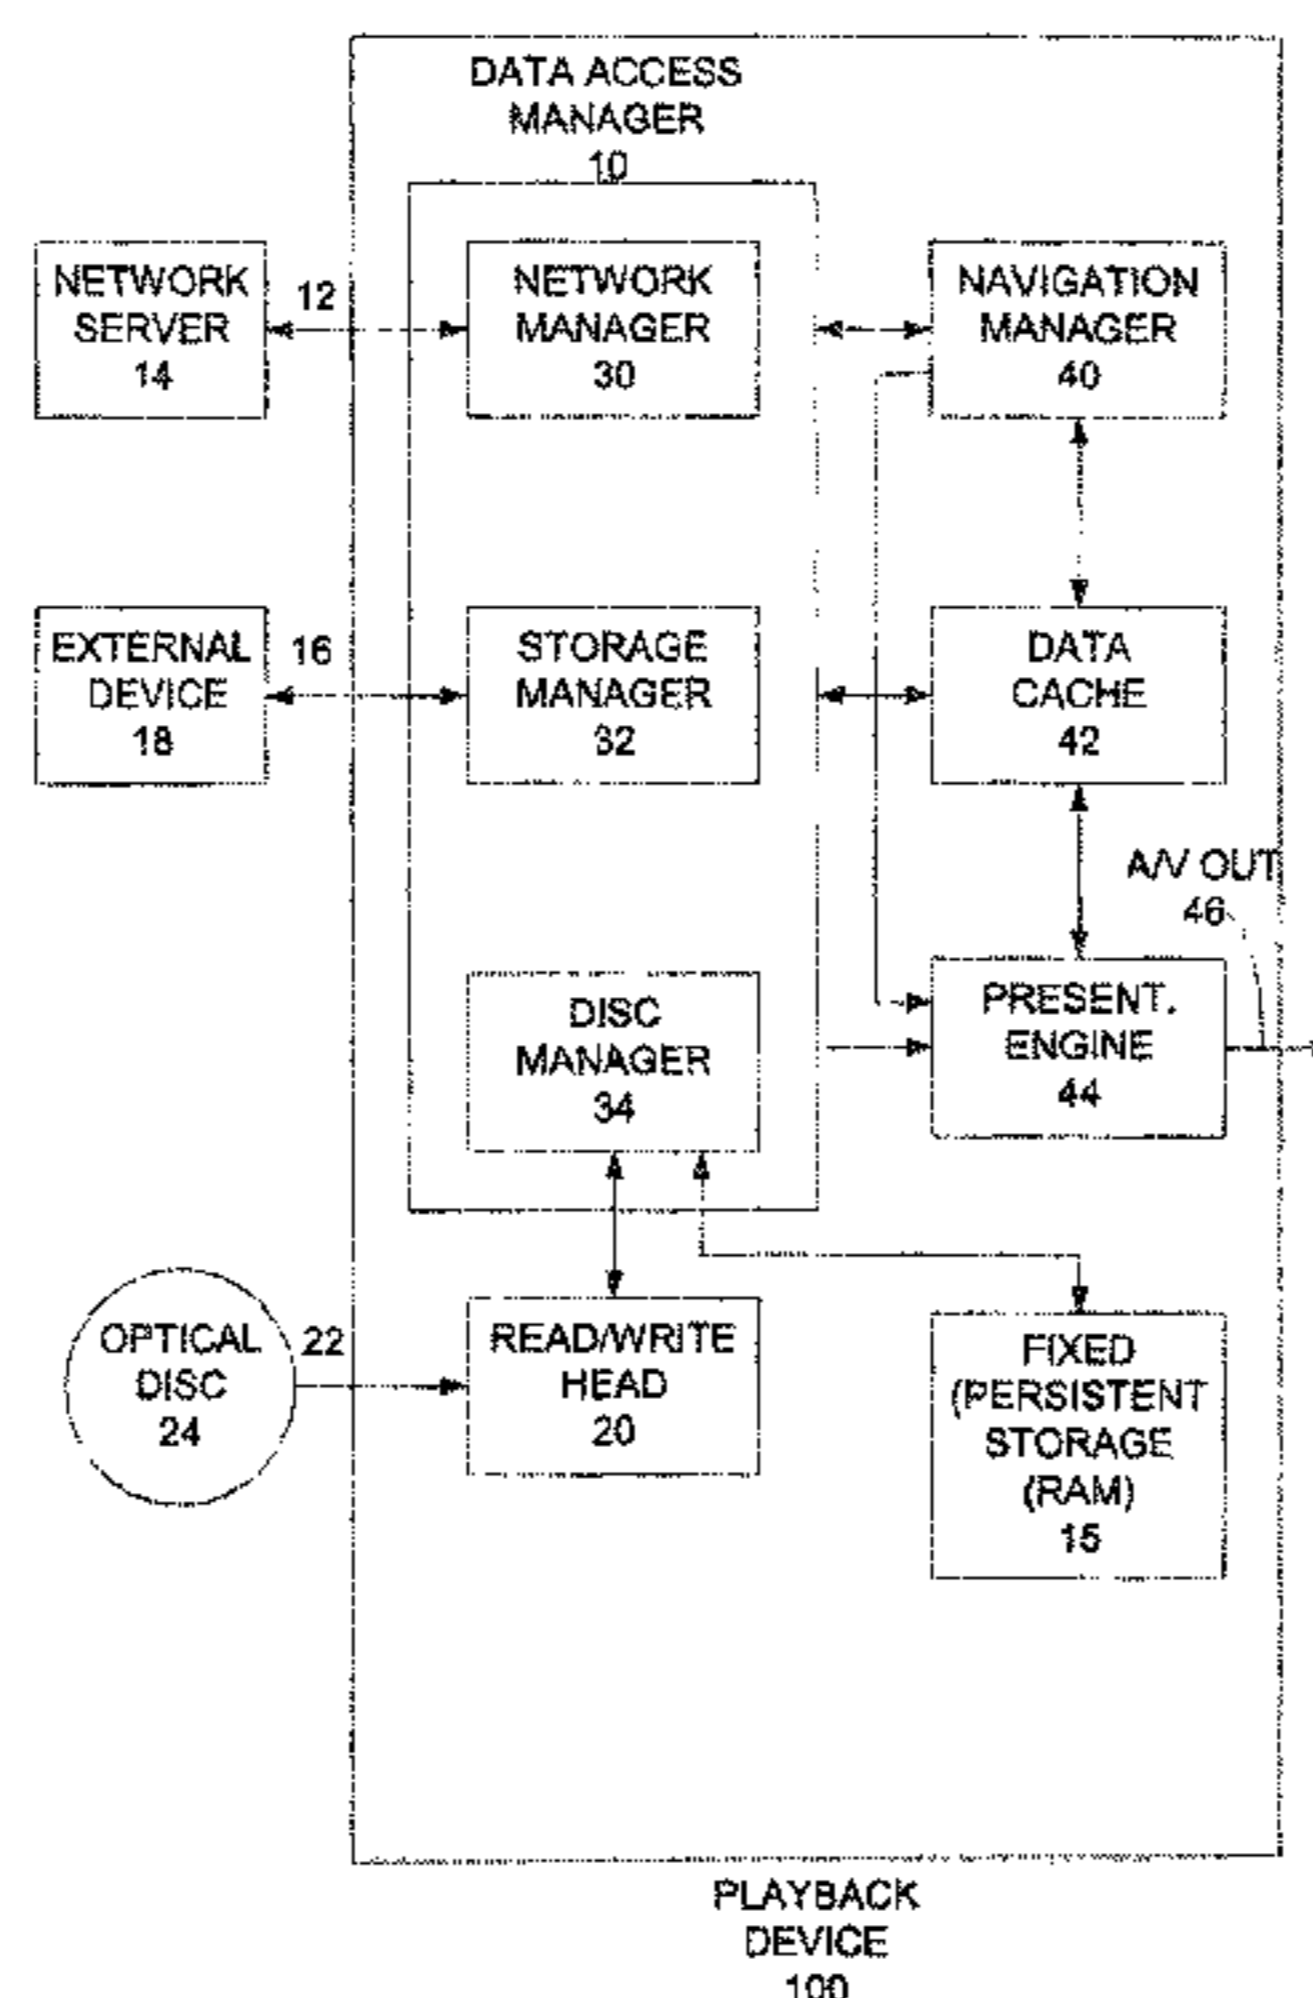 DATA ACCESS
MANAGER
10
NETWORK
SERVER
14
12
NETWORK
MANAGER
30
NAVIGATION
MANAGER
40
EXTERNAL
DEVICE
18
16
STORAGE
MANAGER
32
DATA
CACHE
42
A/V OUT
46
DISC
MANAGER
34
PRESENT.
ENGINE
44
OPTICAL
DISC
24
22
READ/WRITE
HEAD
20
FIXED
(PERSISTENT
STORAGE
(RAM)
15
PLAYBACK
DEVICE
100